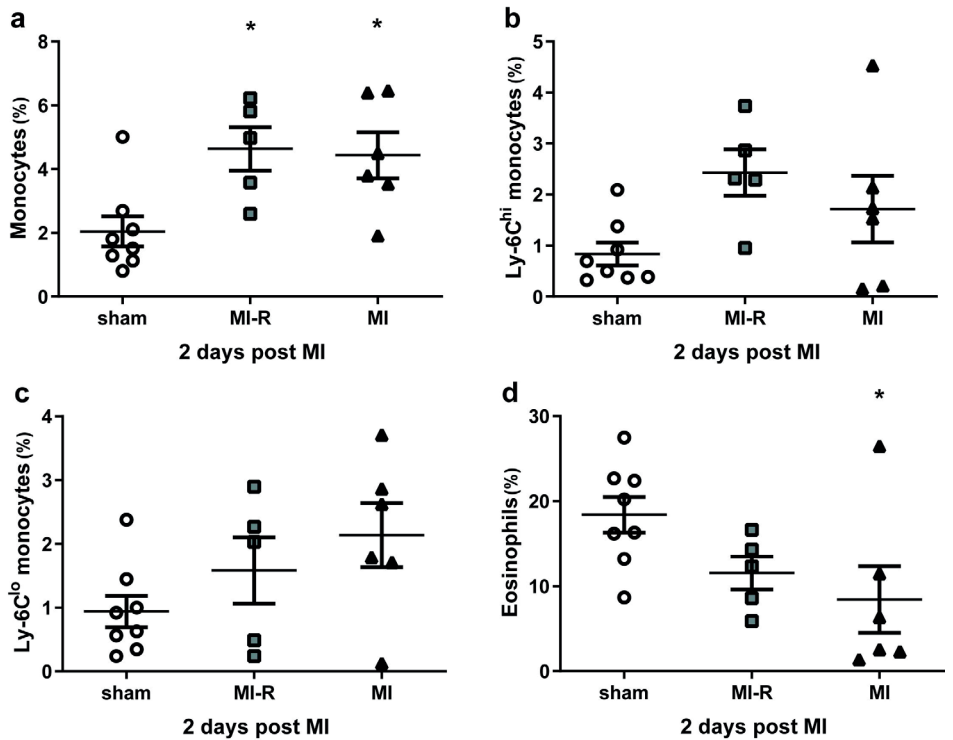 a
* *
Monocytes (%)
8
6
4
2
0
sham MI-R MI
2 days post MI
b
Ly-6Chi monocytes (%)
5
4
3
2
1
0
sham MI-R MI
2 days post MI
c
Ly-6Clo monocytes (%)
4
3
2
1
0
sham MI-R MI
2 days post MI
d
*
Eosinophils (%)
30
20
10
0
sham MI-R MI
2 days post MI